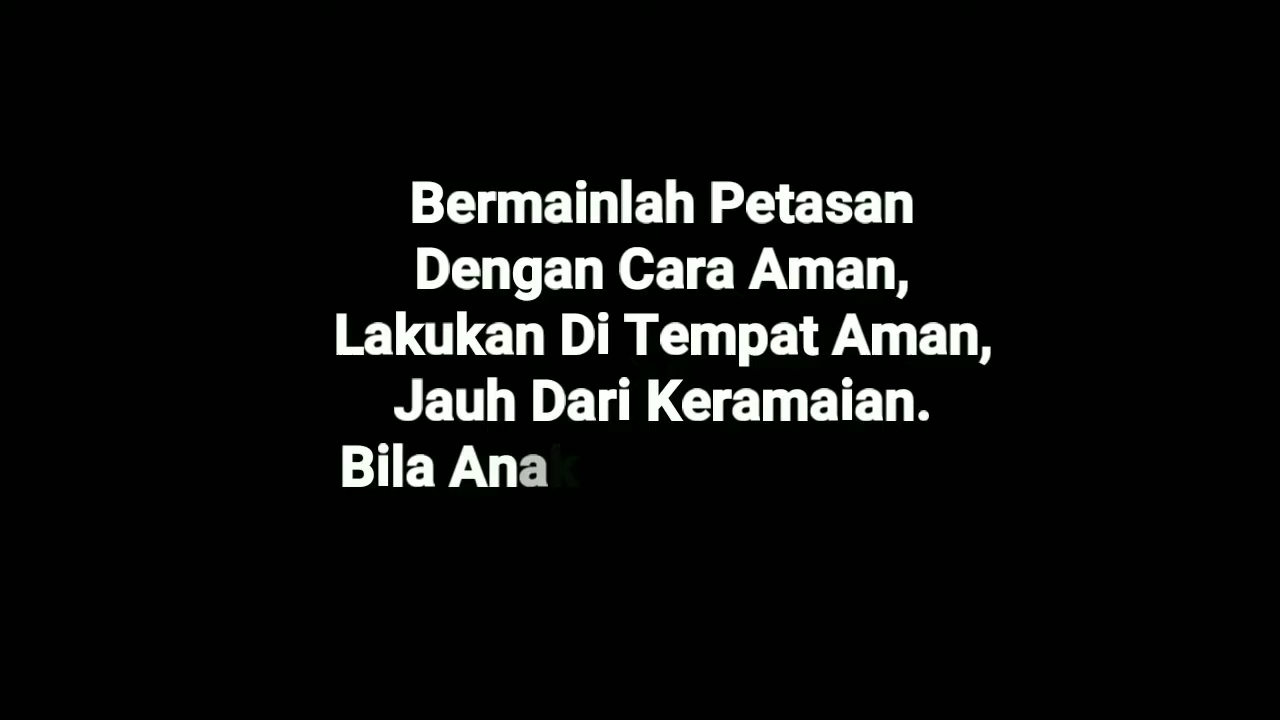 Bermainlah Petasan
Dengan Cara Aman,
Lakukan Di Tempat Aman,
Jauh Dari Keramaian.
Bila Anak